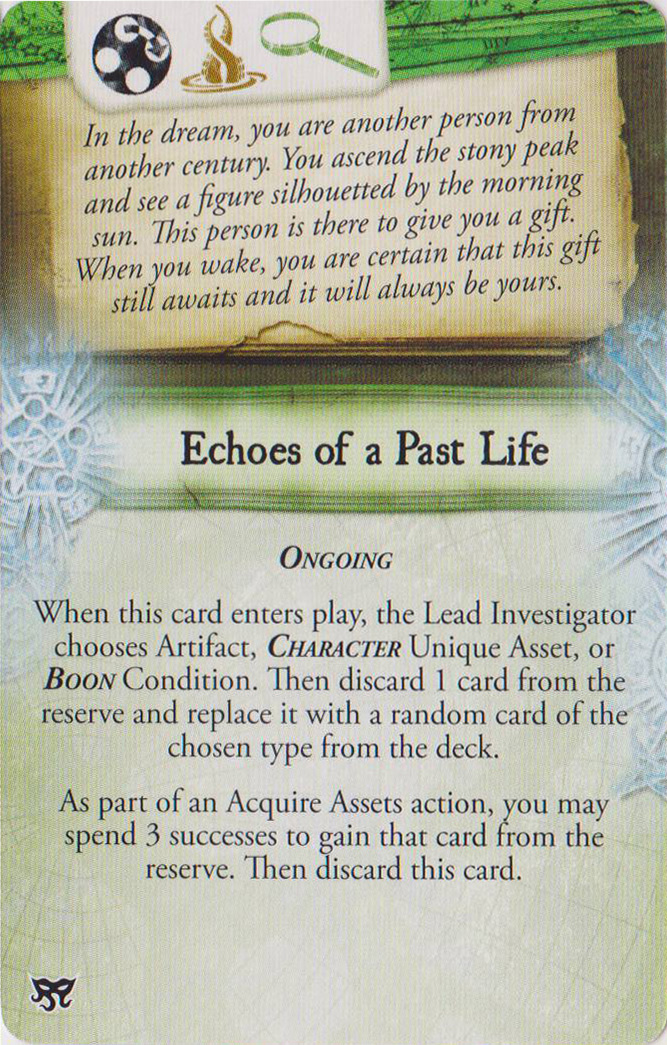 In the dream, you are another person from
another century. You ascend the stony peak
and see a figure silhouetted by the morning
sun. This person is there to give you a gift.
When you wake, you are certain that this gift
still awaits and it will always be yours.
Echoes of a Past Life
Ongoing
When this card enters play, the Lead Investigator
chooses Artifact, Character Unique Asset, or
Boon Condition. Then discard 1 card from the
reserve and replace it with a random card of the
chosen type from the deck.
As part of an Acquire Assets action, you may
spend 3 successes to gain that card from the
reserve. Then discard this card.